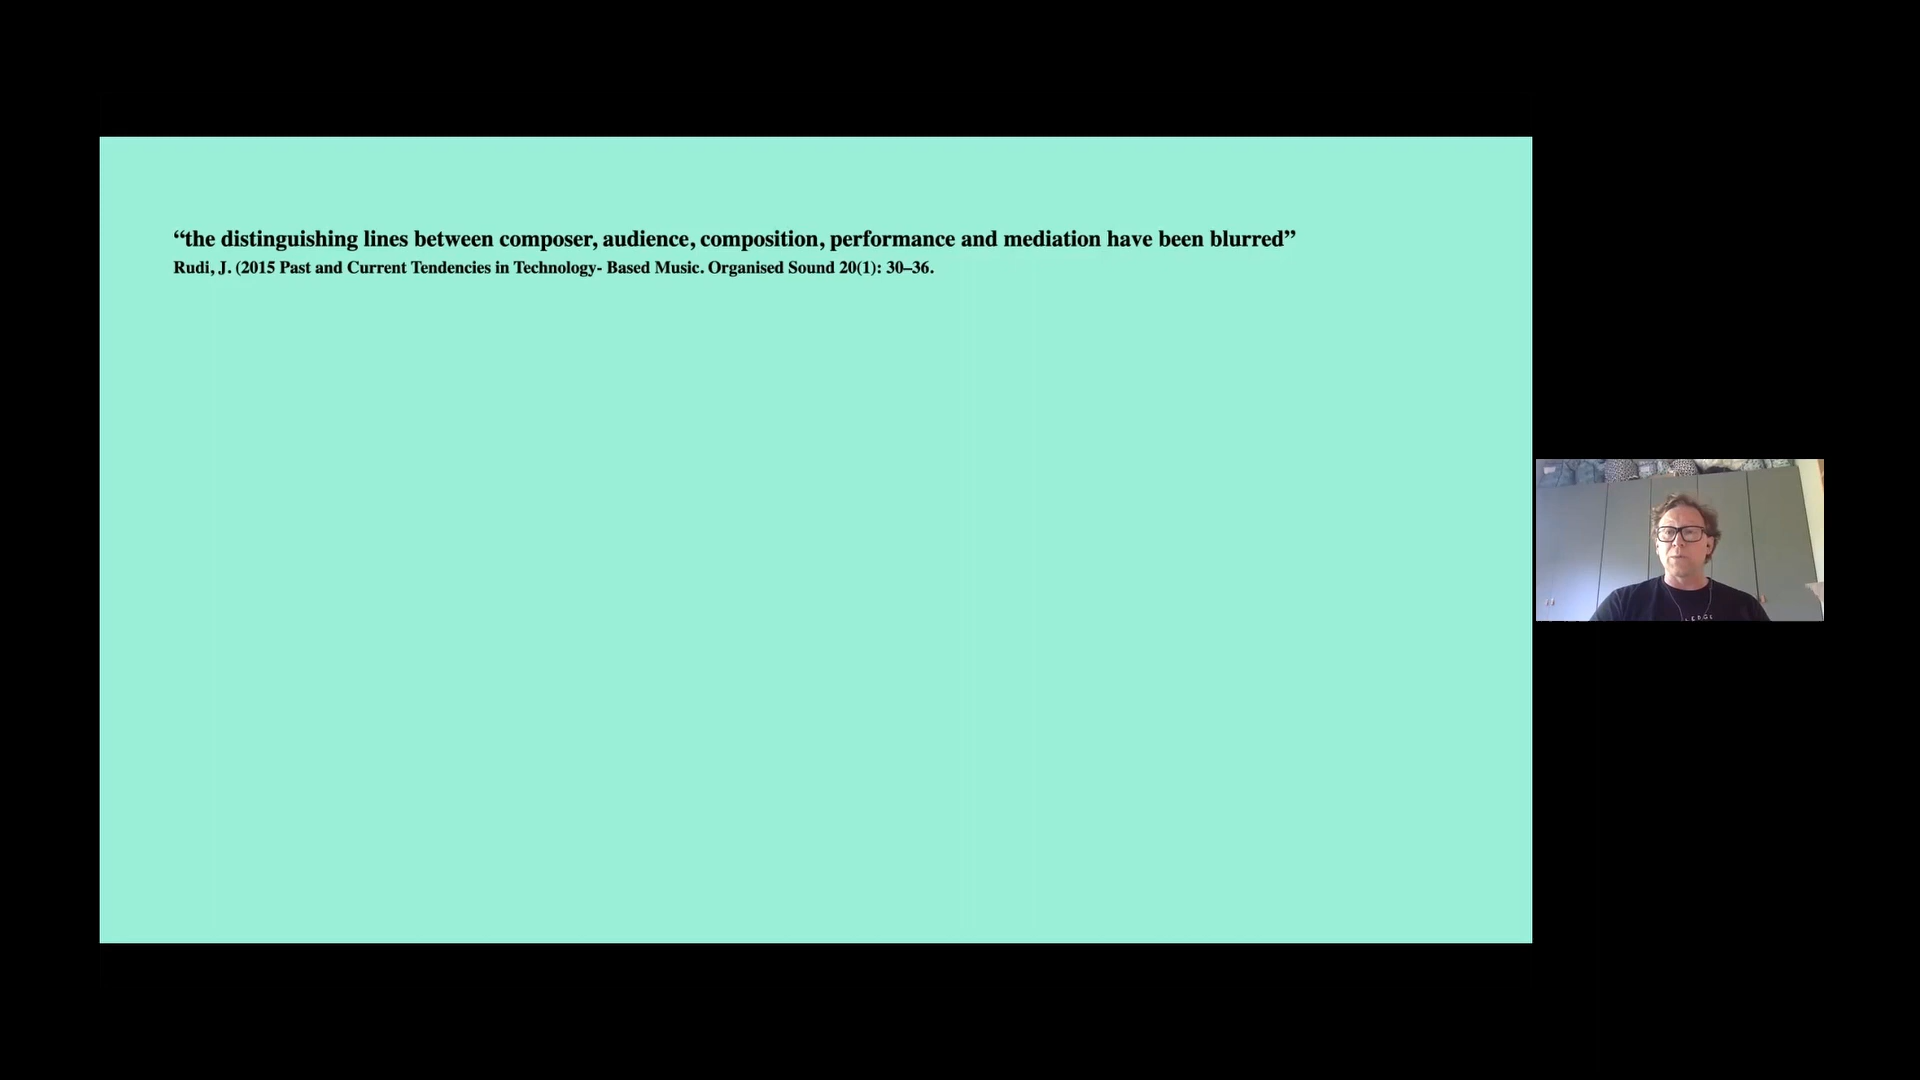 “the distinguishing lines between composer, audience, composition, performance and mediation have been blurred”
Rudi, J. (2015 Past and Current Tendencies in Technology- Based Music. Organised Sound 20(1): 30–36.